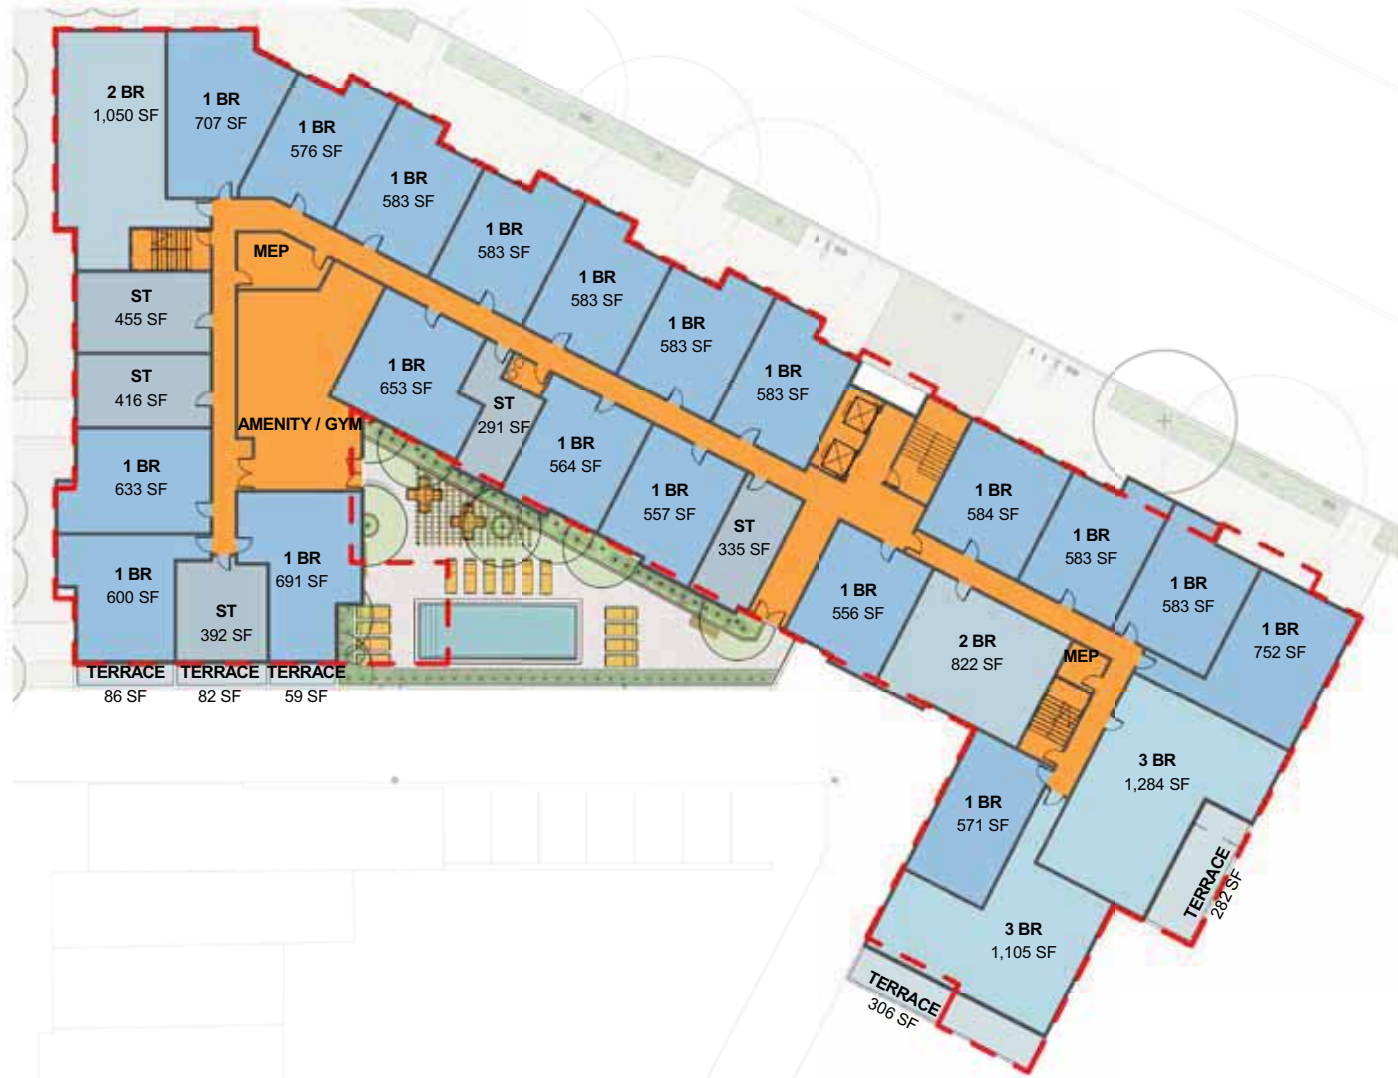 2 BR
1,050 SF
1 BR
707 SF
1 BR
576 SF
1 BR
583 SF
1 BR
583 SF
1 BR
583 SF
1 BR
583 SF
1 BR
583 SF
MEP
ST
455 SF
ST
416 SF
1 BR
633 SF
1 BR
600 SF
ST
392 SF
1 BR
691 SF
AMENITY / GYM
1 BR
653 SF
ST
291 SF
1 BR
564 SF
1 BR
557 SF
ST
335 SF
1 BR
584 SF
1 BR
583 SF
1 BR
583 SF
1 BR
752 SF
1 BR
556 SF
2 BR
822 SF
MEP
TERRACE
86 SF
TERRACE
82 SF
TERRACE
59 SF
3 BR
1,284 SF
1 BR
571 SF
TERRACE
282 SF
3 BR
1,105 SF
TERRACE
306 SF